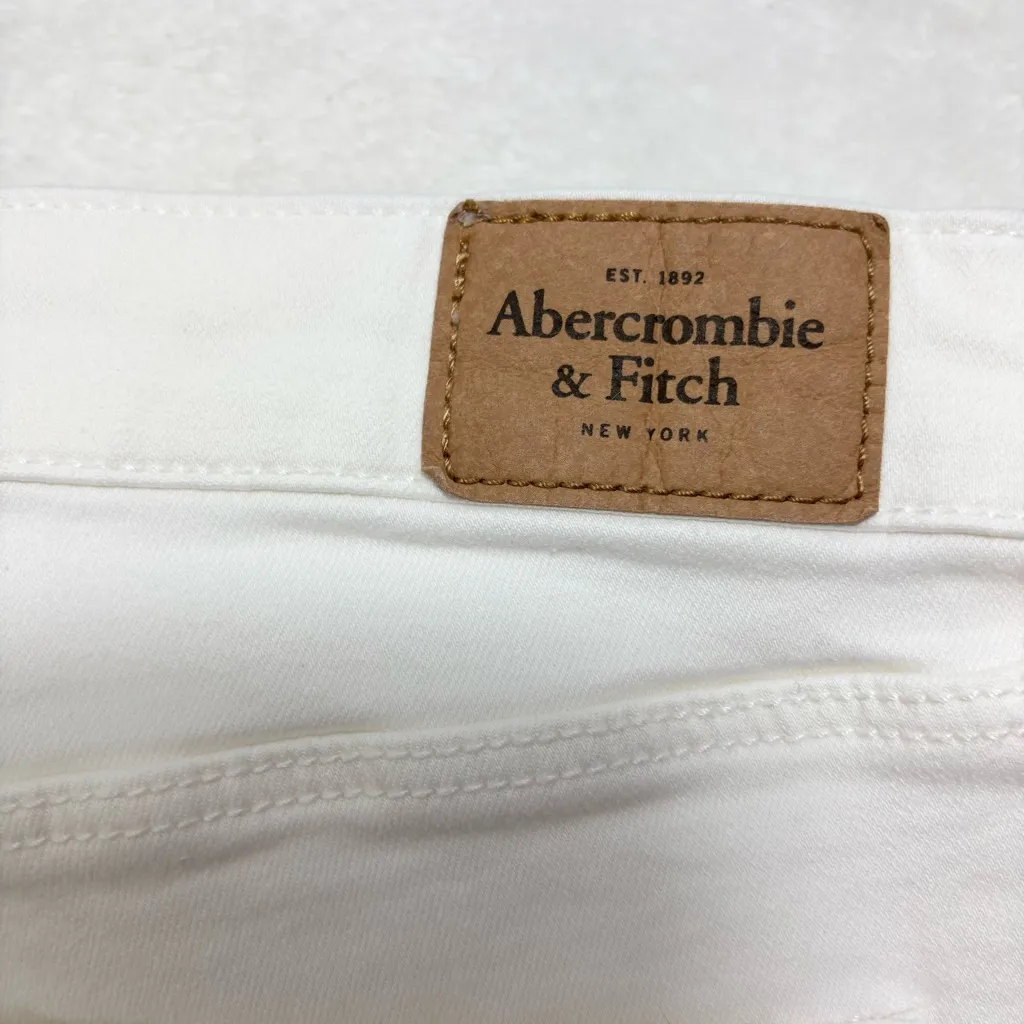 EST. 1892
Abercrombie
& Fitch
NEW YORK